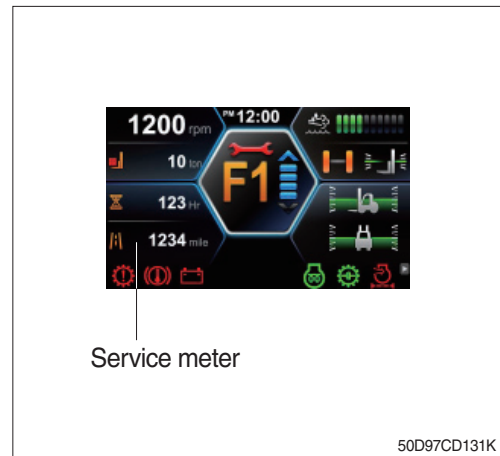 1200 rpm
PM 12:00
10 ton
F1
123 Hr
1234 mile
Service meter
50D97CD131K